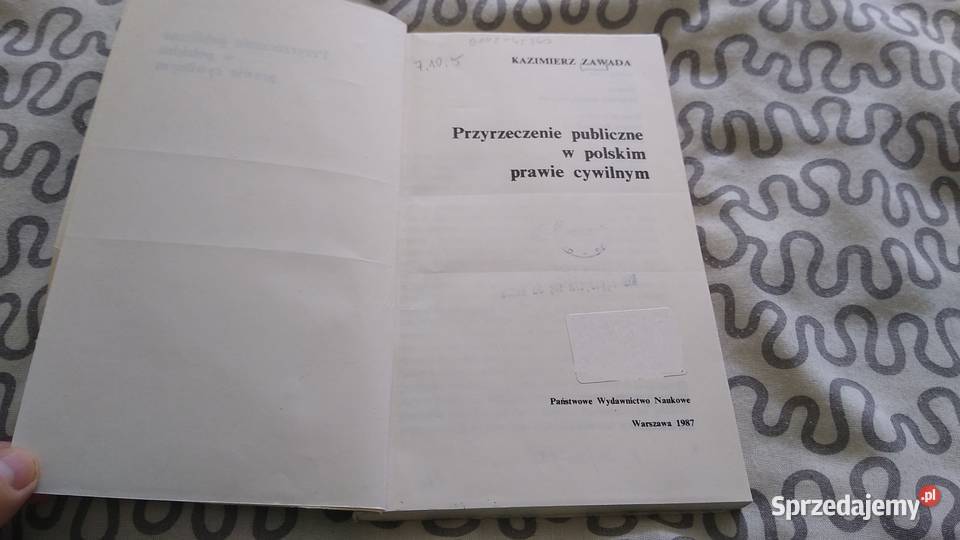 7.10.5
KAZIMIERZ ZAWADA
Przyrzeczenie publiczne
w polskim
prawie cywilnym
Państwowe Wydawnictwo Naukowe
Warszawa 1987
Sprzedajemy.pl